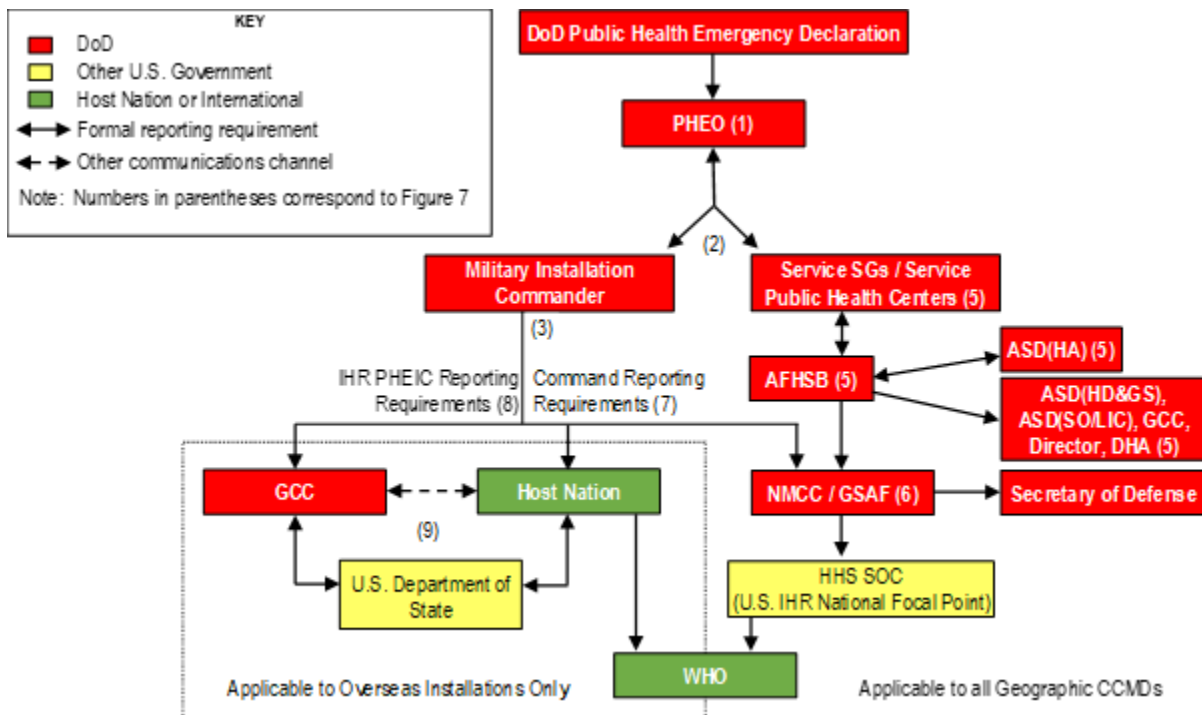 KEY
DoD
Other U.S. Government
Host Nation or International
Formal reporting requirement
Other communications channel
Note: Numbers in parentheses correspond to Figure 7
DoD Public Health Emergency Declaration
PHEO (1)
(2)
Military Installation
Commander
Service SGs / Service
Public Health Centers (5)
(3)
ASD(HA) (5)
AFHSB (5)
IHR PHEIC Reporting
Requirements (8)
Command Reporting
Requirements (7)
ASD(HD&GS),
ASD(SO/LIC), GCC,
Director, DHA (5)
GCC
Host Nation
NMCC / GSAF (6)
Secretary of Defense
(9)
U.S. Department of
State
HHS SOC
(U.S. IHR National Focal Point)
WHO
Applicable to Overseas Installations Only
Applicable to all Geographic CCMDs